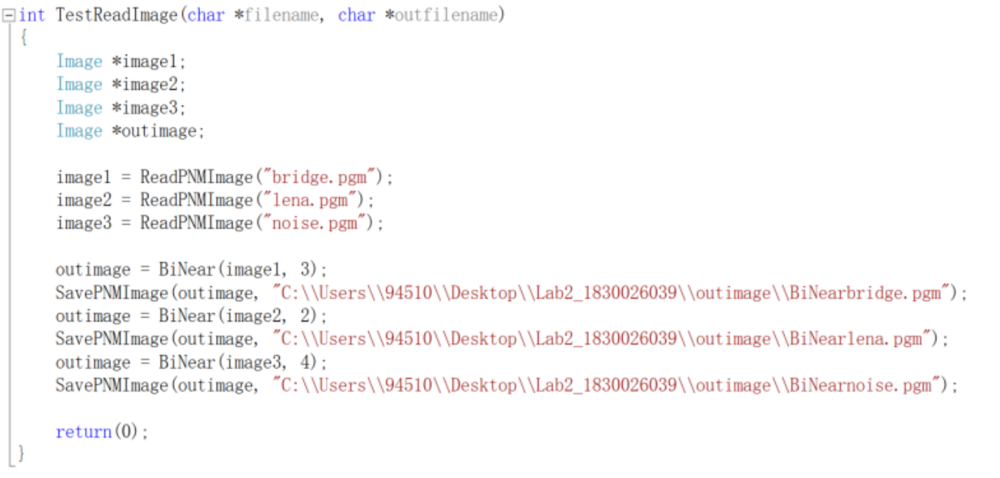 int TestReadImage(char *filename, char *outfilename)
{
    Image *image1;
    Image *image2;
    Image *image3;
    Image *outimage;

    image1 = ReadPNMImage("bridge.pgm");
    image2 = ReadPNMImage("lena.pgm");
    image3 = ReadPNMImage("noise.pgm");

    outimage = BiNear(image1, 3);
    SavePNMImage(outimage, "C:\\Users\\94510\\Desktop\\Lab2_1830026039\\outimage\\BiNearbridge.pgm");
    outimage = BiNear(image2, 2);
    SavePNMImage(outimage, "C:\\Users\\94510\\Desktop\\Lab2_1830026039\\outimage\\BiNearlena.pgm");
    outimage = BiNear(image3, 4);
    SavePNMImage(outimage, "C:\\Users\\94510\\Desktop\\Lab2_1830026039\\outimage\\BiNearnoise.pgm");

    return(0);
}